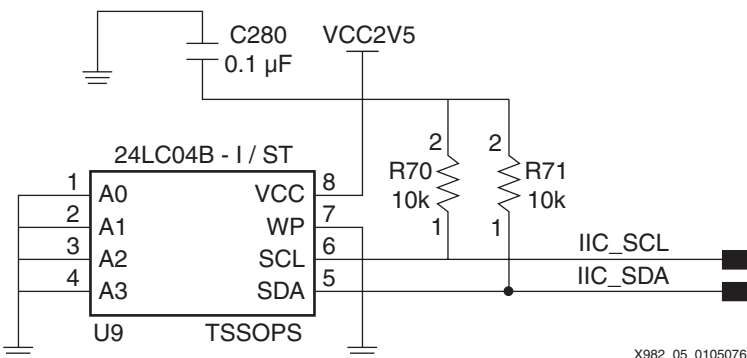 C280
0.1 µF
VCC2V5
24LC04B - I / ST
1 A0
2 A1
3 A2
4 A3
VCC 8
WP 7
SCL 6
SDA 5
U9 TSSOPS
2
R70
10k
1
2
R71
10k
1
IIC_SCL
IIC_SDA
X982_05_0105076